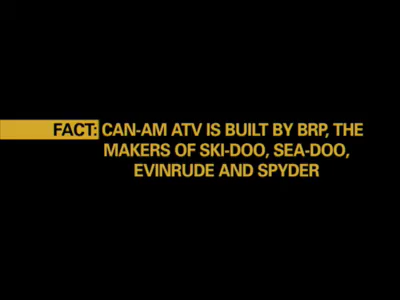 FACT: CAN-AM ATV IS BUILT BY BRP, THE
MAKERS OF SKI-DOO, SEA-DOO,
EVINRUDE AND SPYDER